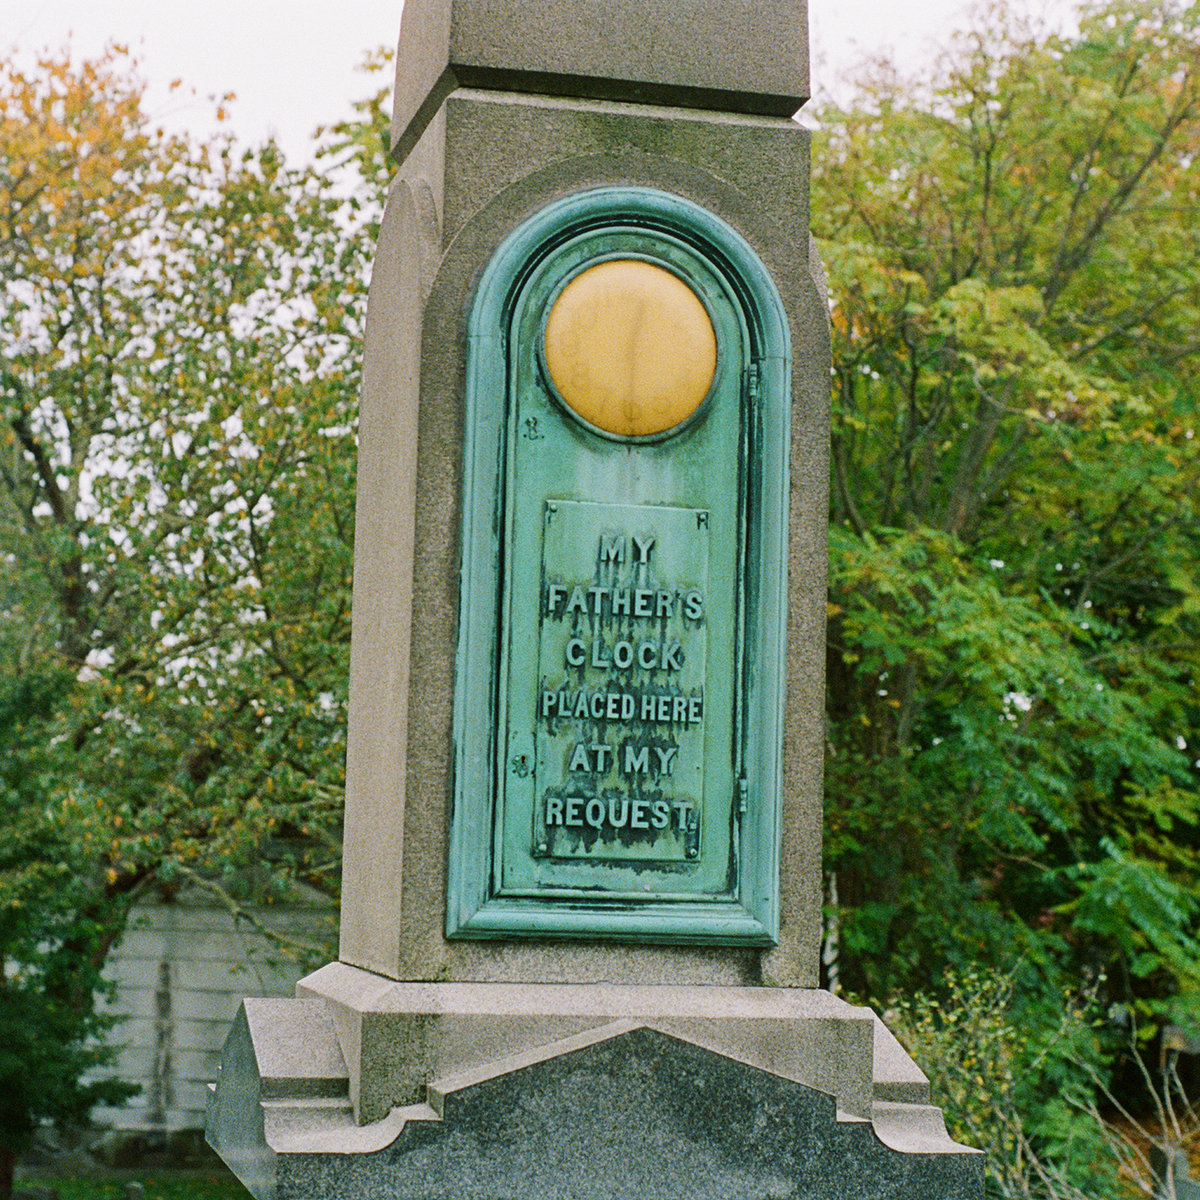 MY
FATHER'S
CLOCK
PLACED HERE
AT MY
REQUEST.